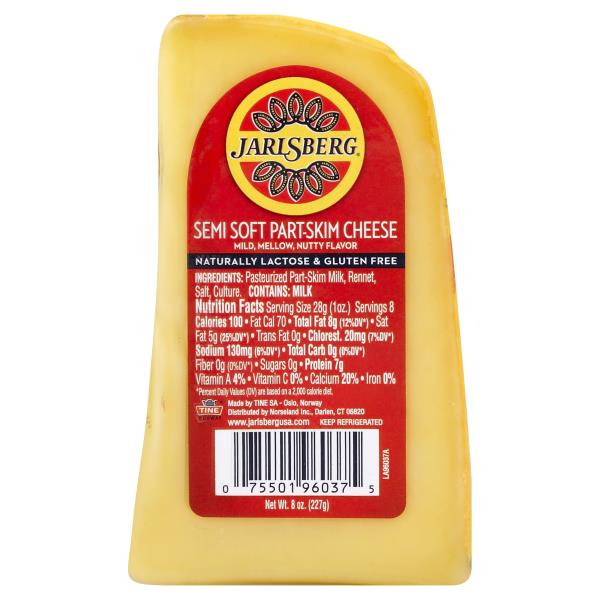 JARLSBERG®
SEMI SOFT PART-SKIM CHEESE
MILD, MELLOW, NUTTY FLAVOR
NATURALLY LACTOSE & GLUTEN FREE
INGREDIENTS: Pasteurized Part-Skim Milk, Rennet,
Salt, Culture. CONTAINS: MILK
Nutrition Facts Serving Size 28g (1oz.) Servings 8
Calories 100 • Fat Cal 70 • Total Fat 8g (12%DV*) • Sat
Fat 5g (25%DV*) • Trans Fat 0g • Chlorest. 20mg (7%DV*)
Sodium 130mg (6%DV*) • Total Carb 0g (0%DV*)
Fiber 0g (0%DV*) • Sugars 0g • Protein 7g
Vitamin A 4% • Vitamin C 0% • Calcium 20% • Iron 0%
*Percent Daily Values (DV) are based on a 2,000 calorie diet.
TINE
NORWAY
Made by TINE SA - Oslo, Norway
Distributed by Norseland Inc., Darien, CT 06820
www.jarlsbergusa.com KEEP REFRIGERATED
LA96037A
0 75501 96037 5
Net Wt. 8 oz. (227g)